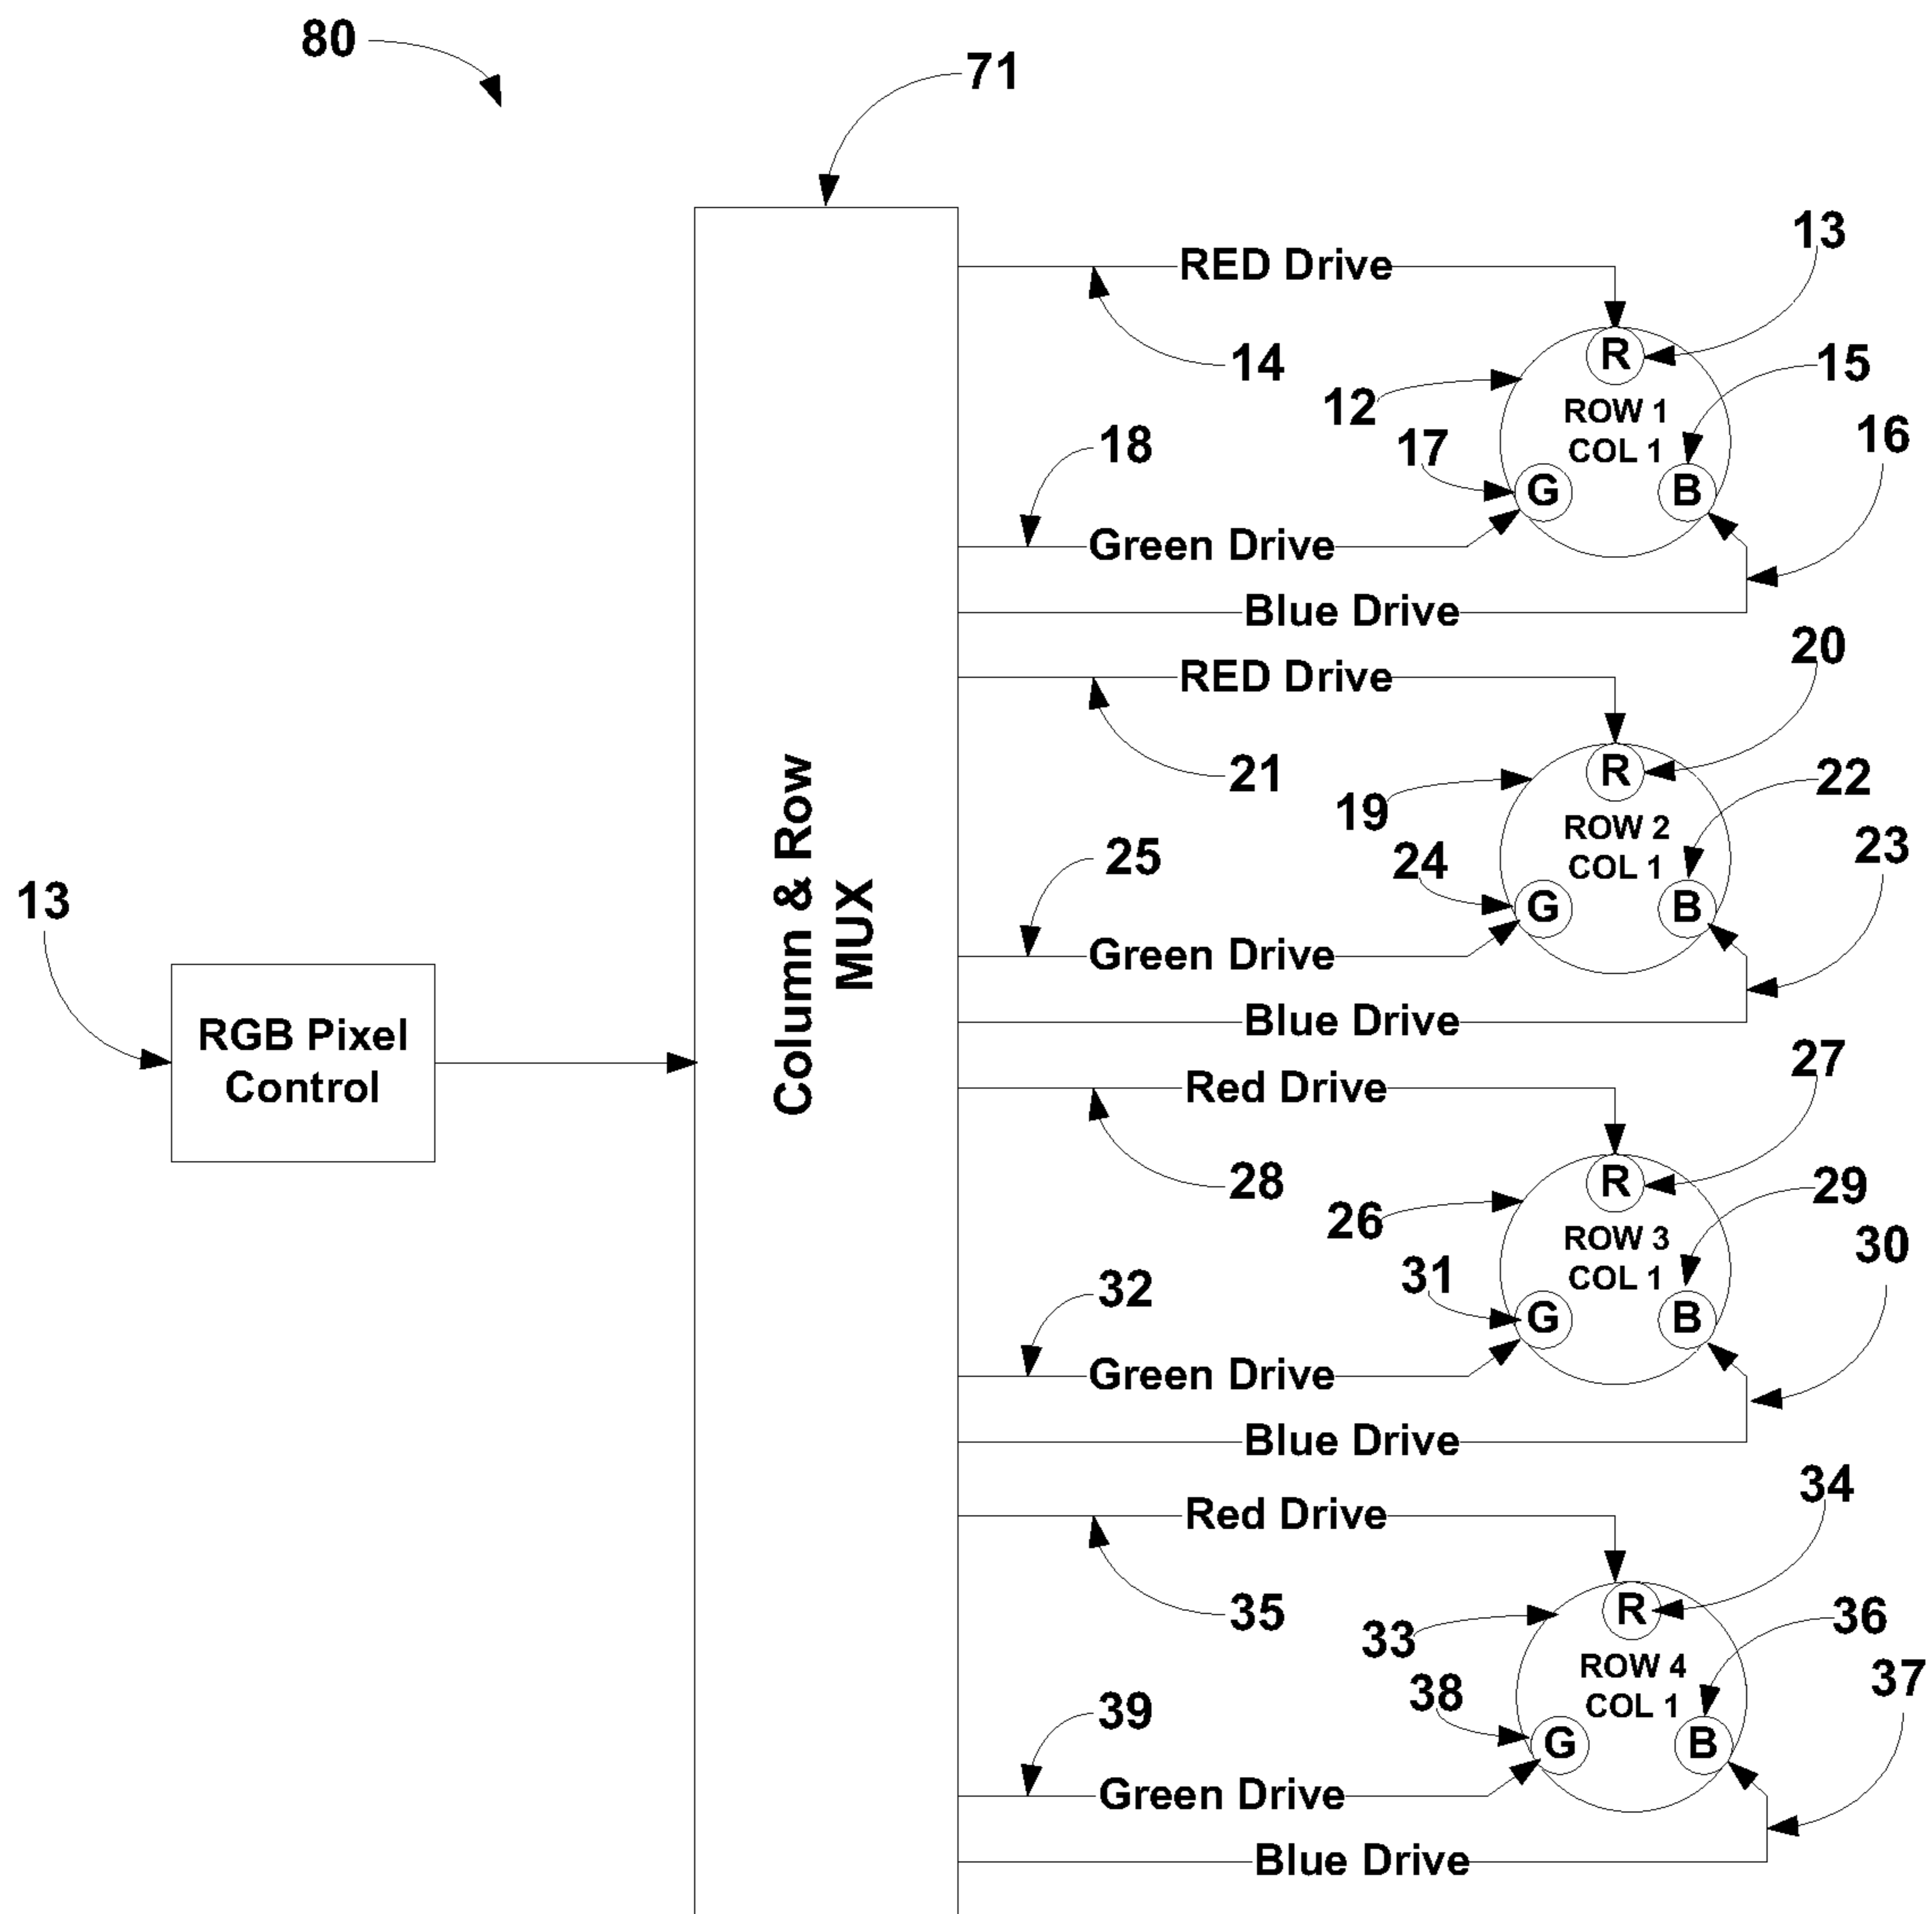 80
71
RED Drive
13
14
12
R
15
ROW 1
COL 1
16
18
17
G
B
Green Drive
Blue Drive
20
RED Drive
21
19
R
22
ROW 2
COL 1
23
25
24
G
B
Green Drive
Blue Drive
Column & Row
MUX
13
RGB Pixel
Control
27
Red Drive
28
26
R
29
ROW 3
COL 1
30
32
31
G
B
Green Drive
Blue Drive
34
Red Drive
35
33
R
36
ROW 4
COL 1
37
39
38
G
B
Green Drive
Blue Drive